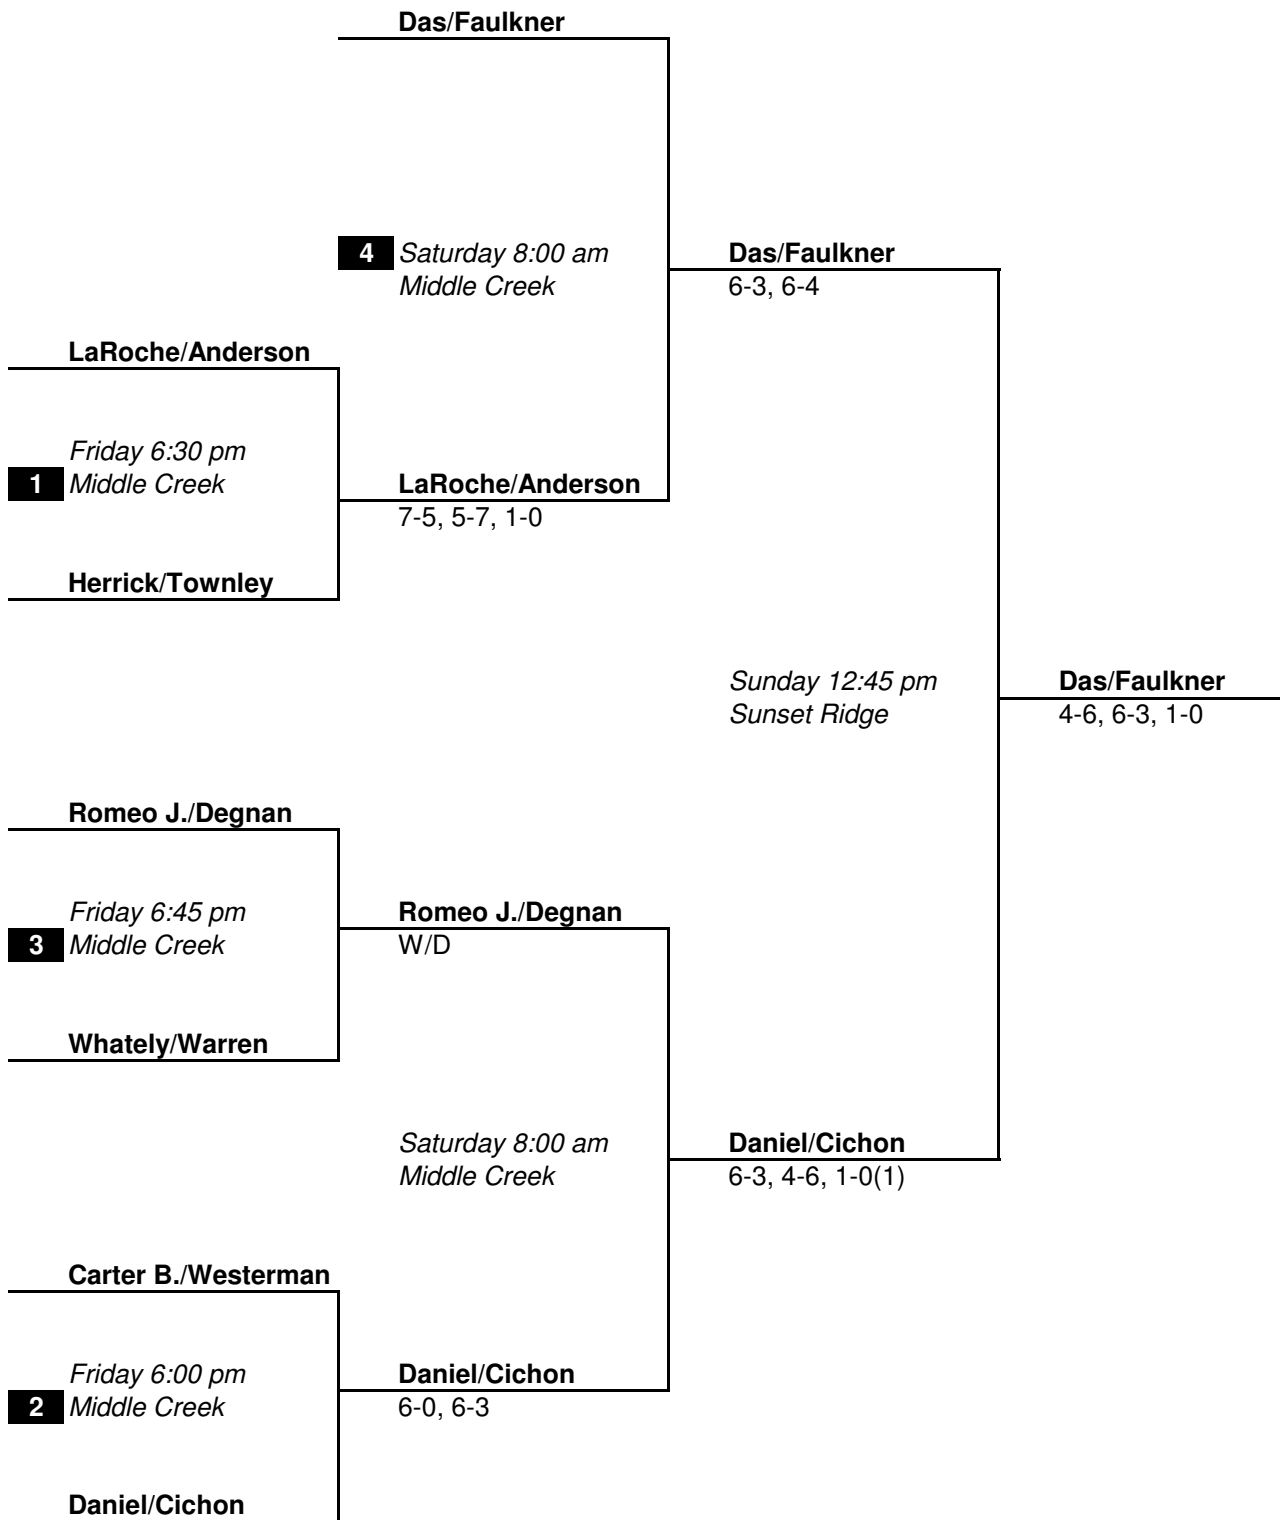 Das/Faulkner
4 Saturday 8:00 am
Middle Creek
Das/Faulkner
6-3, 6-4
LaRoche/Anderson
Friday 6:30 pm
1 Middle Creek
LaRoche/Anderson
7-5, 5-7, 1-0
Herrick/Townley
Sunday 12:45 pm
Sunset Ridge
Das/Faulkner
4-6, 6-3, 1-0
Romeo J./Degnan
Friday 6:45 pm
3 Middle Creek
Romeo J./Degnan
W/D
Whately/Warren
Saturday 8:00 am
Middle Creek
Daniel/Cichon
6-3, 4-6, 1-0(1)
Carter B./Westerman
Friday 6:00 pm
2 Middle Creek
Daniel/Cichon
6-0, 6-3
Daniel/Cichon